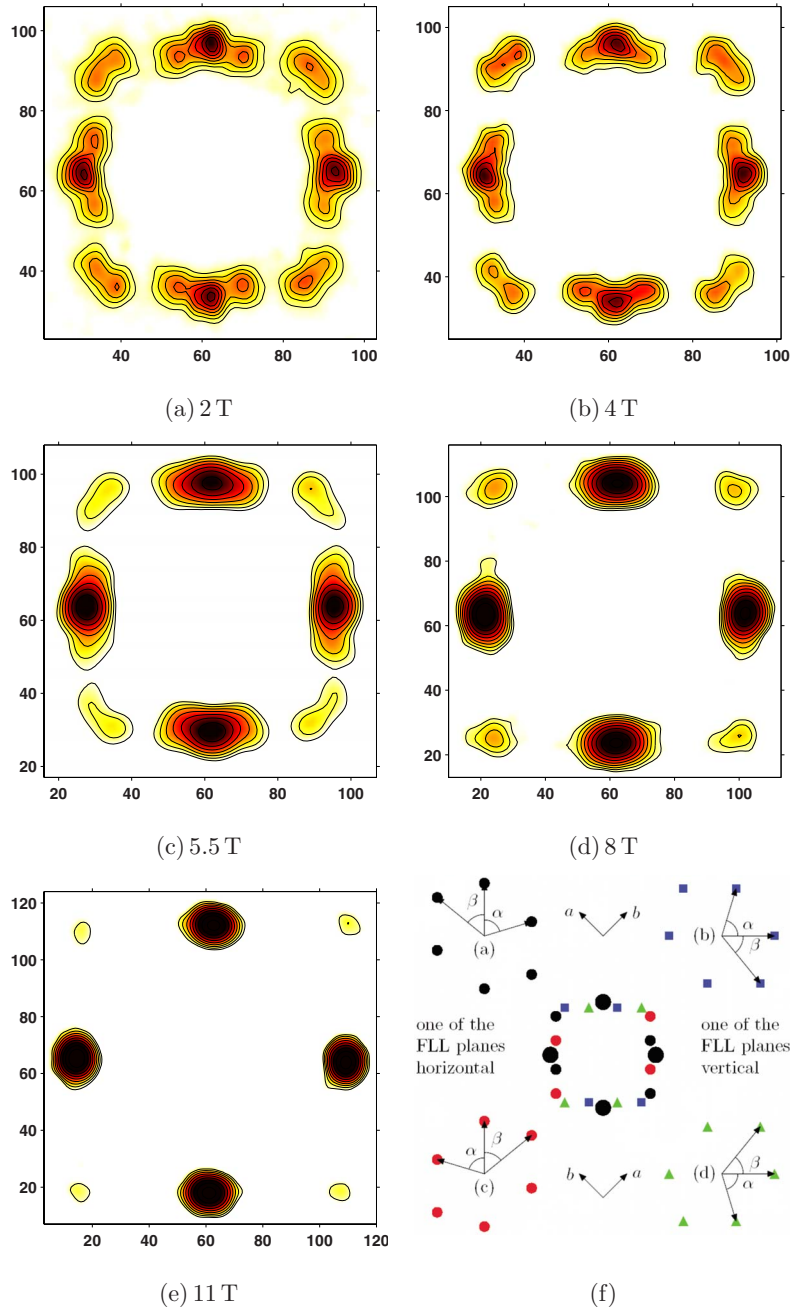 100
80
60
40
40 60 80 100
(a) 2 T
100
80
60
40
40 60 80 100
(b) 4 T
100
80
60
40
20
20 40 60 80 100
(c) 5.5 T
100
80
60
40
20
20 40 60 80 100
(d) 8 T
120
100
80
60
40
20
20 40 60 80 100 120
(e) 11 T
β α
(a)
a b
(b) α
β
one of the
FLL planes
horizontal
one of the
FLL planes
vertical
α β
(c)
b a
(d) β
α
(f)